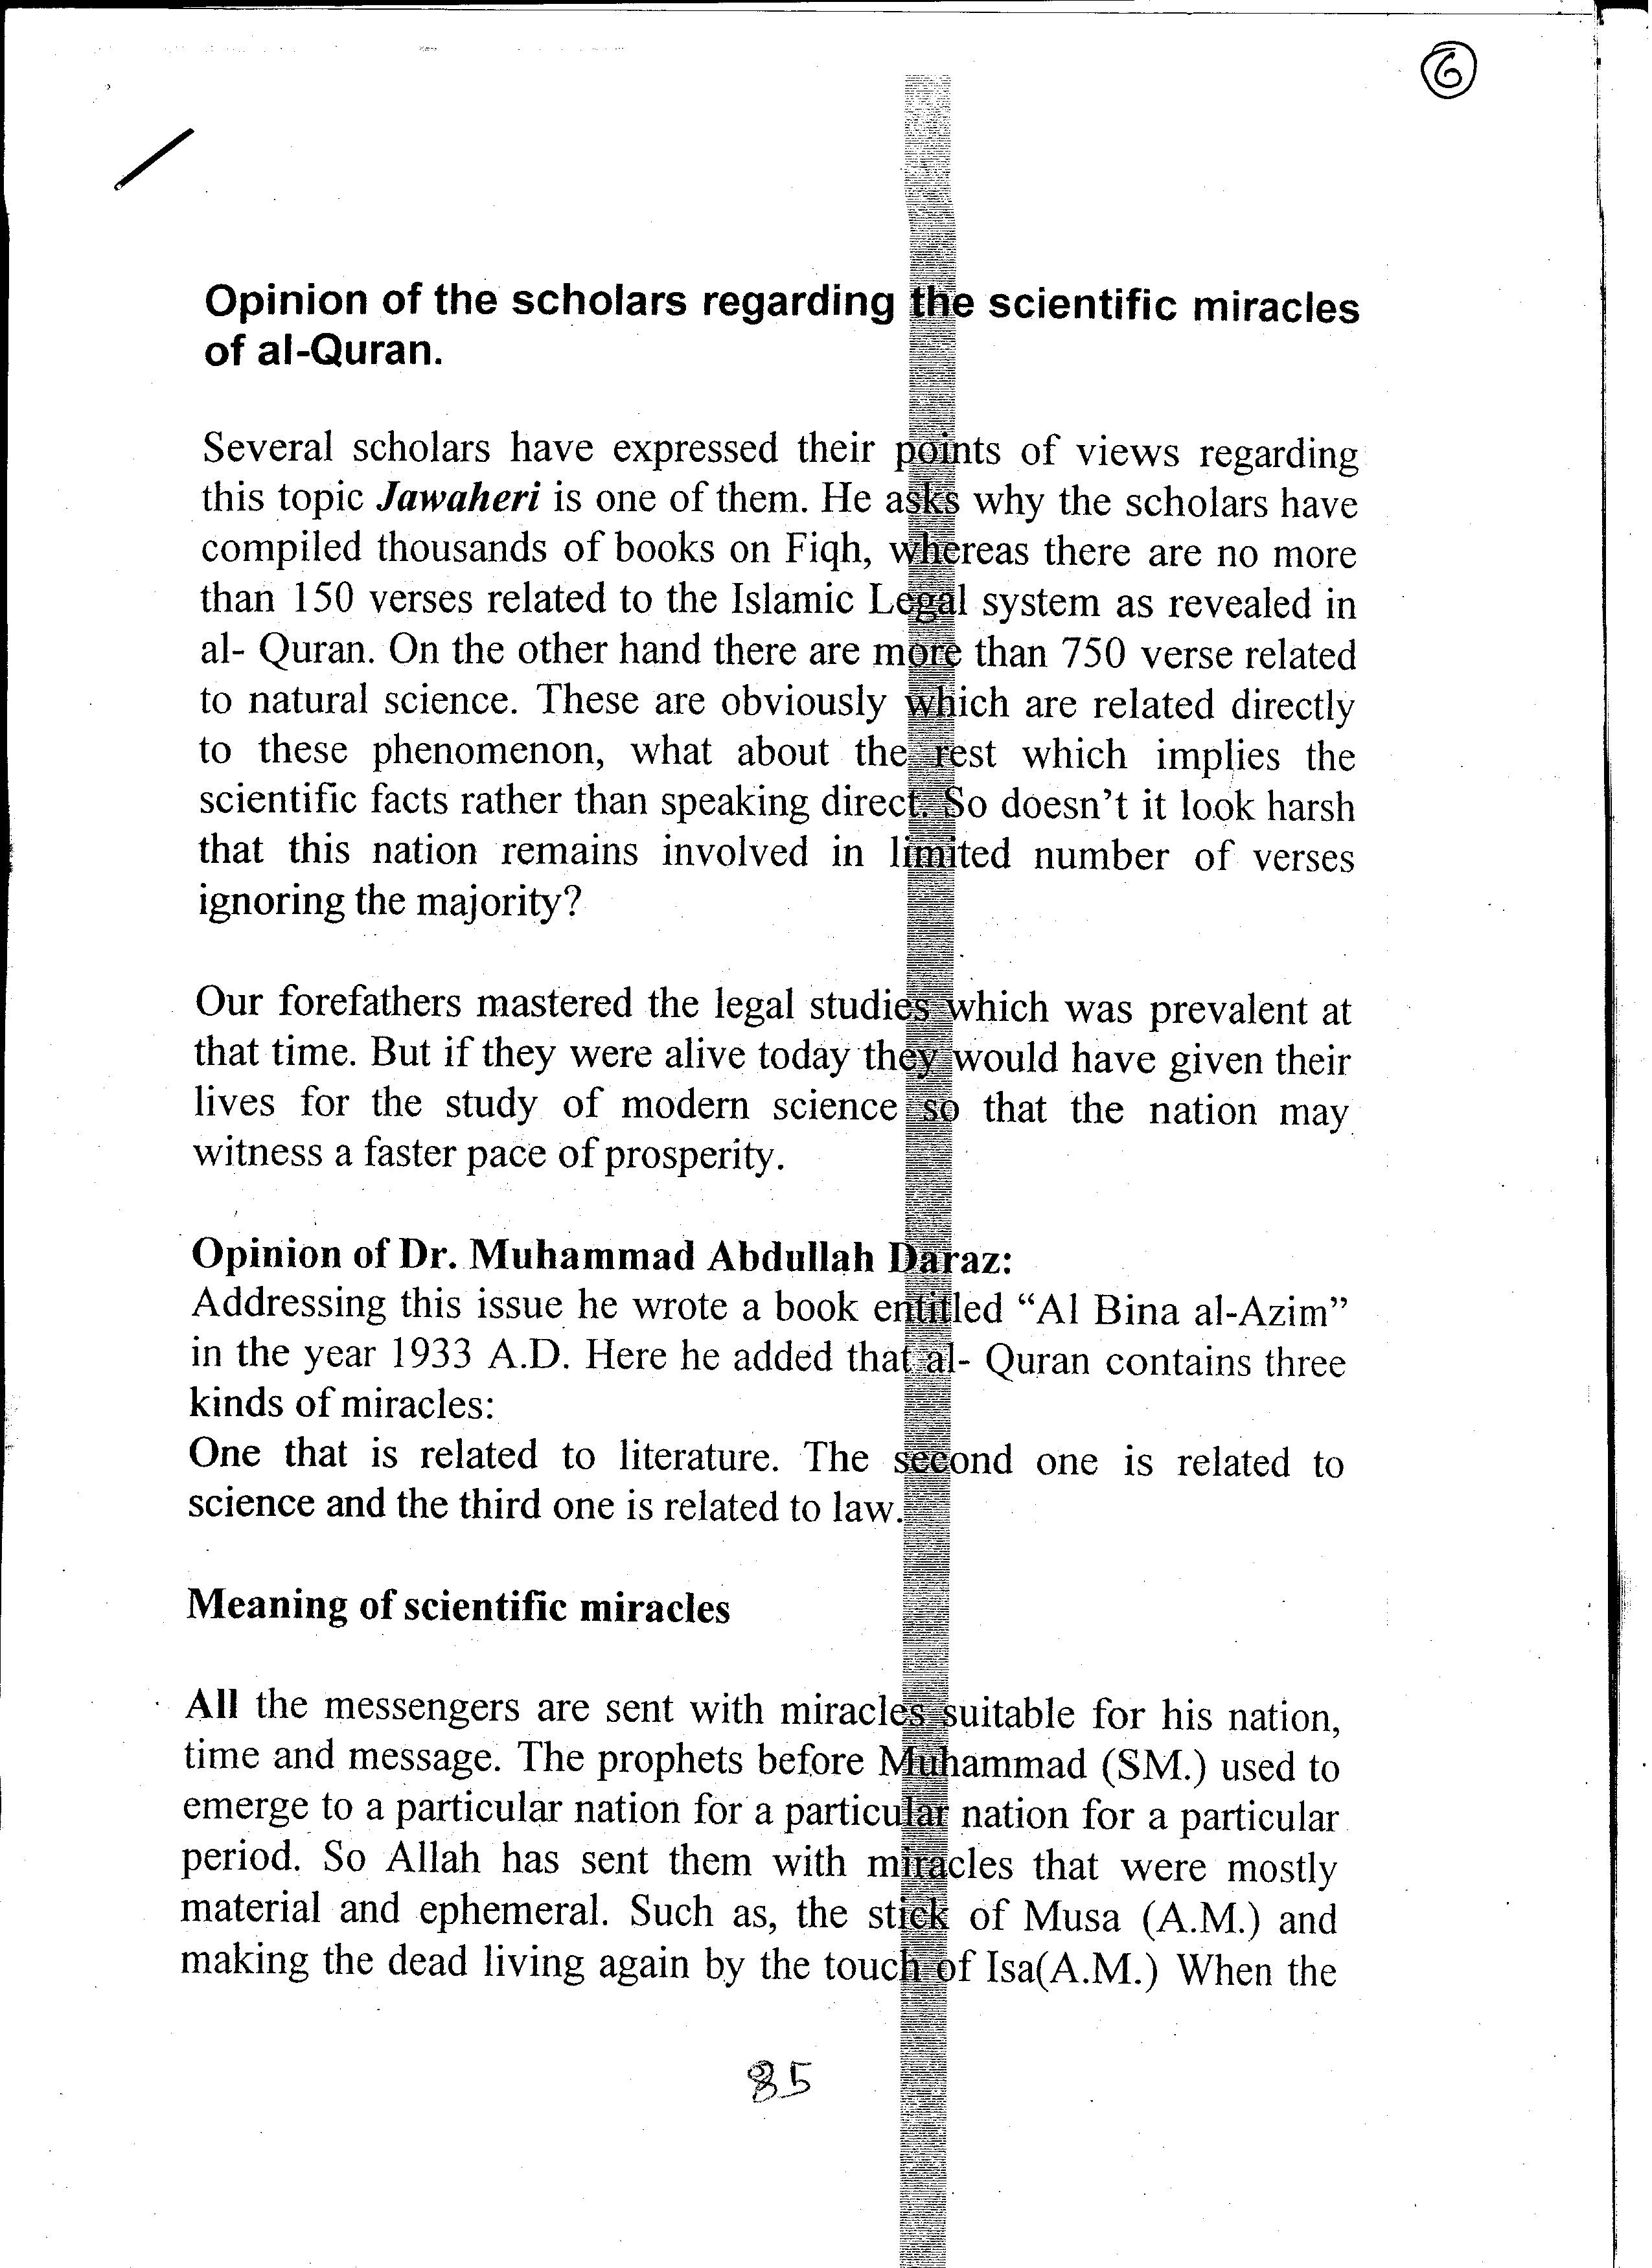 6
Opinion of the scholars regarding the scientific miracles
of al-Quran.
Several scholars have expressed their points of views regarding
this topic Jawaheri is one of them. He asks why the scholars have
compiled thousands of books on Fiqh, whereas there are no more
than 150 verses related to the Islamic Legal system as revealed in
al- Quran. On the other hand there are more than 750 verse related
to natural science. These are obviously which are related directly
to these phenomenon, what about the rest which implies the
scientific facts rather than speaking direct. So doesn't it look harsh
that this nation remains involved in limited number of verses
ignoring the majority?
Our forefathers mastered the legal studies which was prevalent at
that time. But if they were alive today they would have given their
lives for the study of modern science so that the nation may
witness a faster pace of prosperity.
Opinion of Dr. Muhammad Abdullah Daraz:
Addressing this issue he wrote a book entitled “Al Bina al-Azim”
in the year 1933 A.D. Here he added that al- Quran contains three
kinds of miracles:
One that is related to literature. The second one is related to
science and the third one is related to law.
Meaning of scientific miracles
All the messengers are sent with miracles suitable for his nation,
time and message. The prophets before Muhammad (SM.) used to
emerge to a particular nation for a particular nation for a particular
period. So Allah has sent them with miracles that were mostly
material and ephemeral. Such as, the stick of Musa (A.M.) and
making the dead living again by the touch of Isa(A.M.) When the
85